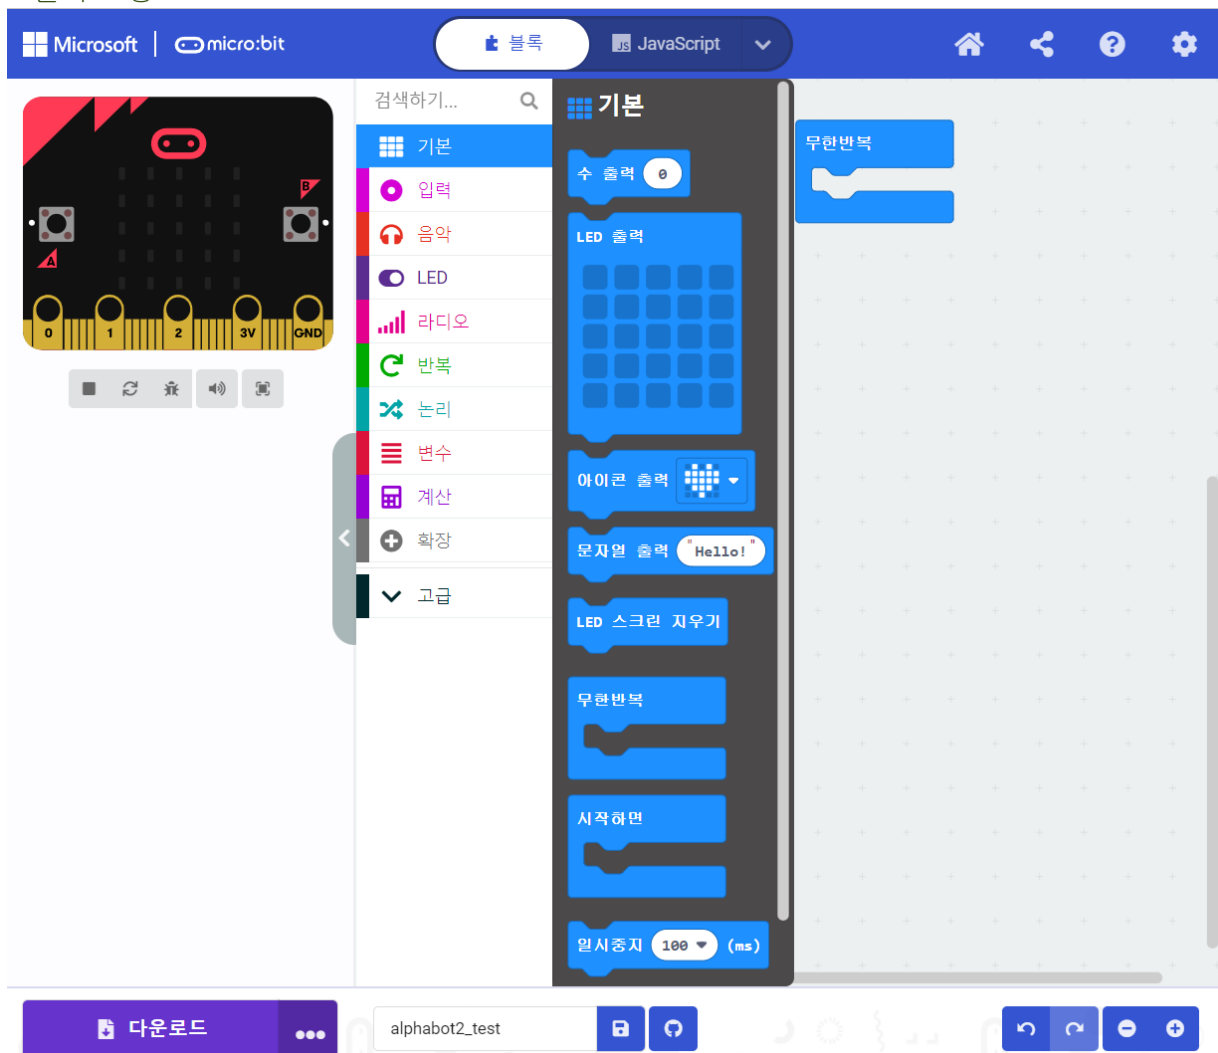 Microsoft
micro:bit
블록
JS JavaScript
검색하기...
기본
입력
음악
LED
라디오
반복
논리
변수
계산
확장
고급
기본
수 출력 0
LED 출력
아이콘 출력
문자열 출력 "Hello!"
LED 스크린 지우기
무한반복
시작하면
일시중지 100 (ms)
무한반복
B
A
0 1 2 3V GND
다운로드
alphabot2_test